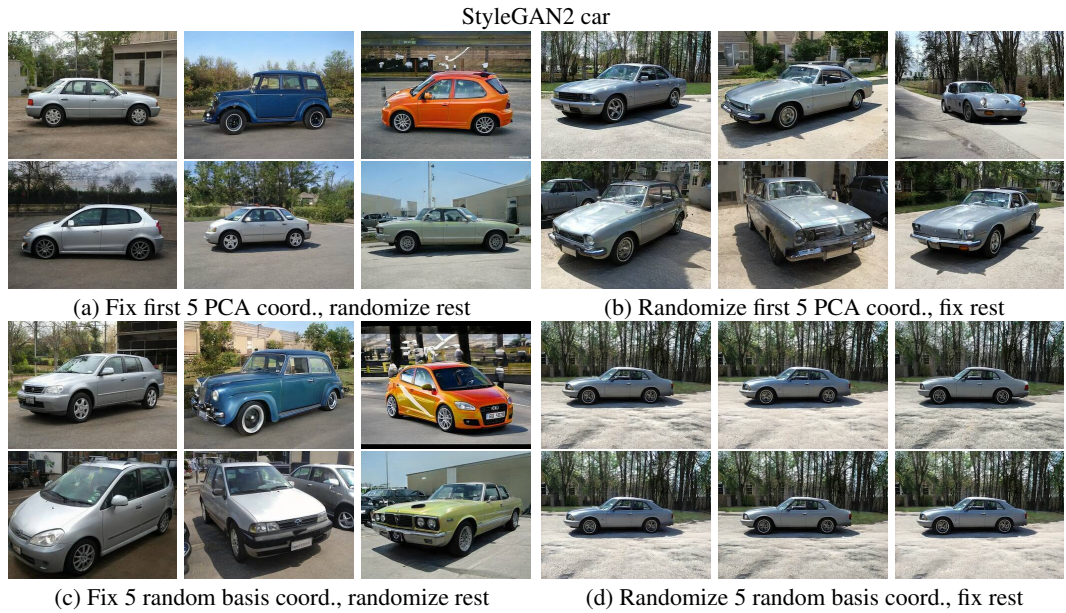 StyleGAN2 car
(a) Fix first 5 PCA coord., randomize rest
(b) Randomize first 5 PCA coord., fix rest
(c) Fix 5 random basis coord., randomize rest
(d) Randomize 5 random basis coord., fix rest